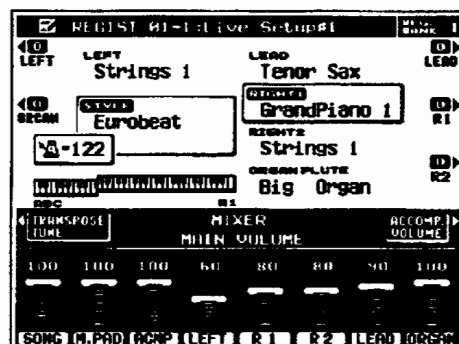 REGIST 01-1:Live Setup#1
REG. BANK 1
LEFT
LEFT
Strings 1
LEAD
Tenor Sax
LEAD
ORGAN
STYLE
Eurobeat
RIGHT1
GrandPiano 1
R1
=122
RIGHT2
Strings 1
R2
ORGAN FLUTE
Big Organ
ABC
R1
TRANSPOSE
TUNE
MIXER
MAIN VOLUME
ACCOMP.
VOLUME
100 100 100 60 80 80 90 100
SONG M.PAD ACMP LEFT R1 R2 LEAD ORGAN